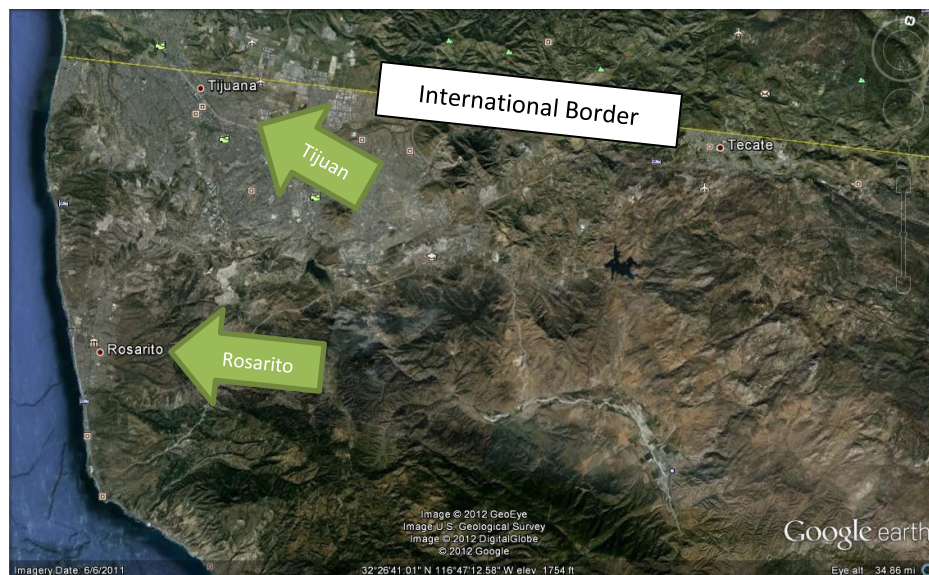 N
Tijuana
International Border
Tijuan
Tecate
Rosarito
Rosarito
Image © 2012 GeoEye
Image U.S. Geological Survey
Image © 2012 DigitalGlobe
© 2012 Google
Google earth
Imagery Date: 6/6/2011
32°26'41.01" N 116°47'12.58" W elev 1754 ft
Eye alt 34.86 mi